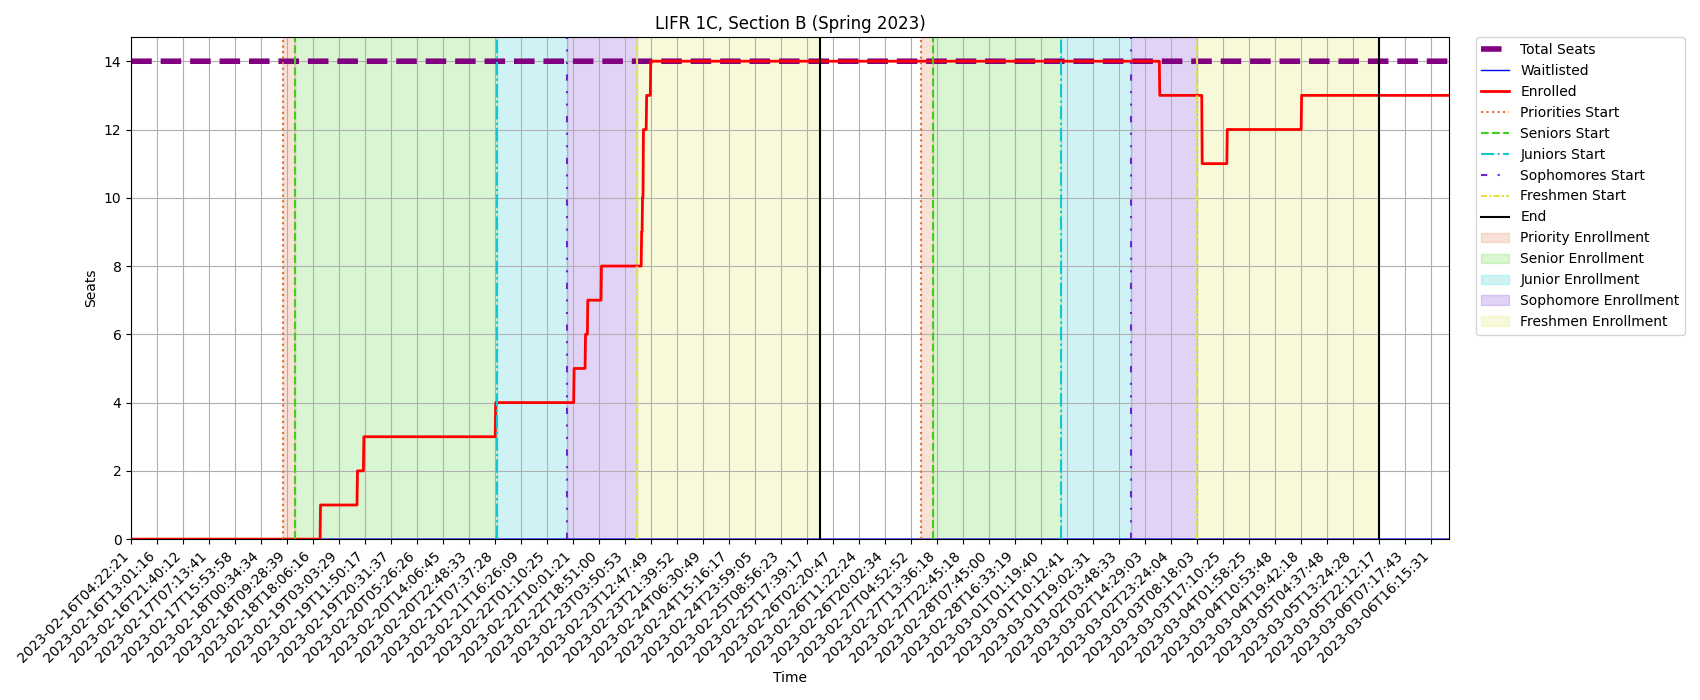 LIFR 1C, Section B (Spring 2023)
Seats
14
12
10
8
6
4
2
0
2023-02-16T04:22:21
2023-02-16T13:01:16
2023-02-16T21:40:12
2023-02-17T07:13:41
2023-02-17T15:53:58
2023-02-18T00:34:34
2023-02-18T09:28:39
2023-02-18T18:06:16
2023-02-19T03:03:29
2023-02-19T11:50:17
2023-02-19T20:31:37
2023-02-20T05:26:26
2023-02-20T14:06:45
2023-02-20T22:48:33
2023-02-21T07:37:28
2023-02-21T16:26:09
2023-02-22T01:10:25
2023-02-22T10:01:21
2023-02-22T18:51:00
2023-02-23T03:50:53
2023-02-23T12:47:49
2023-02-23T21:39:52
2023-02-24T06:30:49
2023-02-24T15:16:17
2023-02-24T23:59:05
2023-02-25T08:56:23
2023-02-25T17:39:17
2023-02-26T02:20:47
2023-02-26T11:22:24
2023-02-26T20:02:34
2023-02-27T04:52:52
2023-02-27T13:36:18
2023-02-27T22:45:18
2023-02-28T07:45:00
2023-02-28T16:33:19
2023-03-01T01:19:40
2023-03-01T10:12:41
2023-03-01T19:02:31
2023-03-02T03:48:33
2023-03-02T14:29:03
2023-03-02T23:24:04
2023-03-03T08:18:03
2023-03-03T17:10:25
2023-03-04T01:58:25
2023-03-04T10:53:48
2023-03-04T19:42:18
2023-03-05T04:37:48
2023-03-05T13:24:28
2023-03-05T22:12:17
2023-03-06T07:17:43
2023-03-06T16:15:31
Time
Total Seats
Waitlisted
Enrolled
Priorities Start
Seniors Start
Juniors Start
Sophomores Start
Freshmen Start
End
Priority Enrollment
Senior Enrollment
Junior Enrollment
Sophomore Enrollment
Freshmen Enrollment